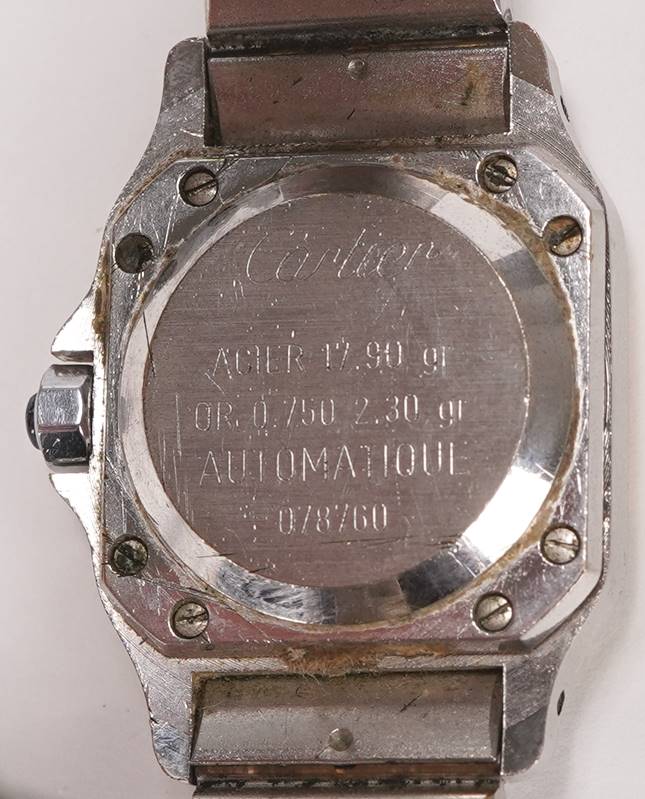 Cartier
ACIER 17.90 gr
OR. 0.750 2.30 gr
AUTOMATIQUE
078760